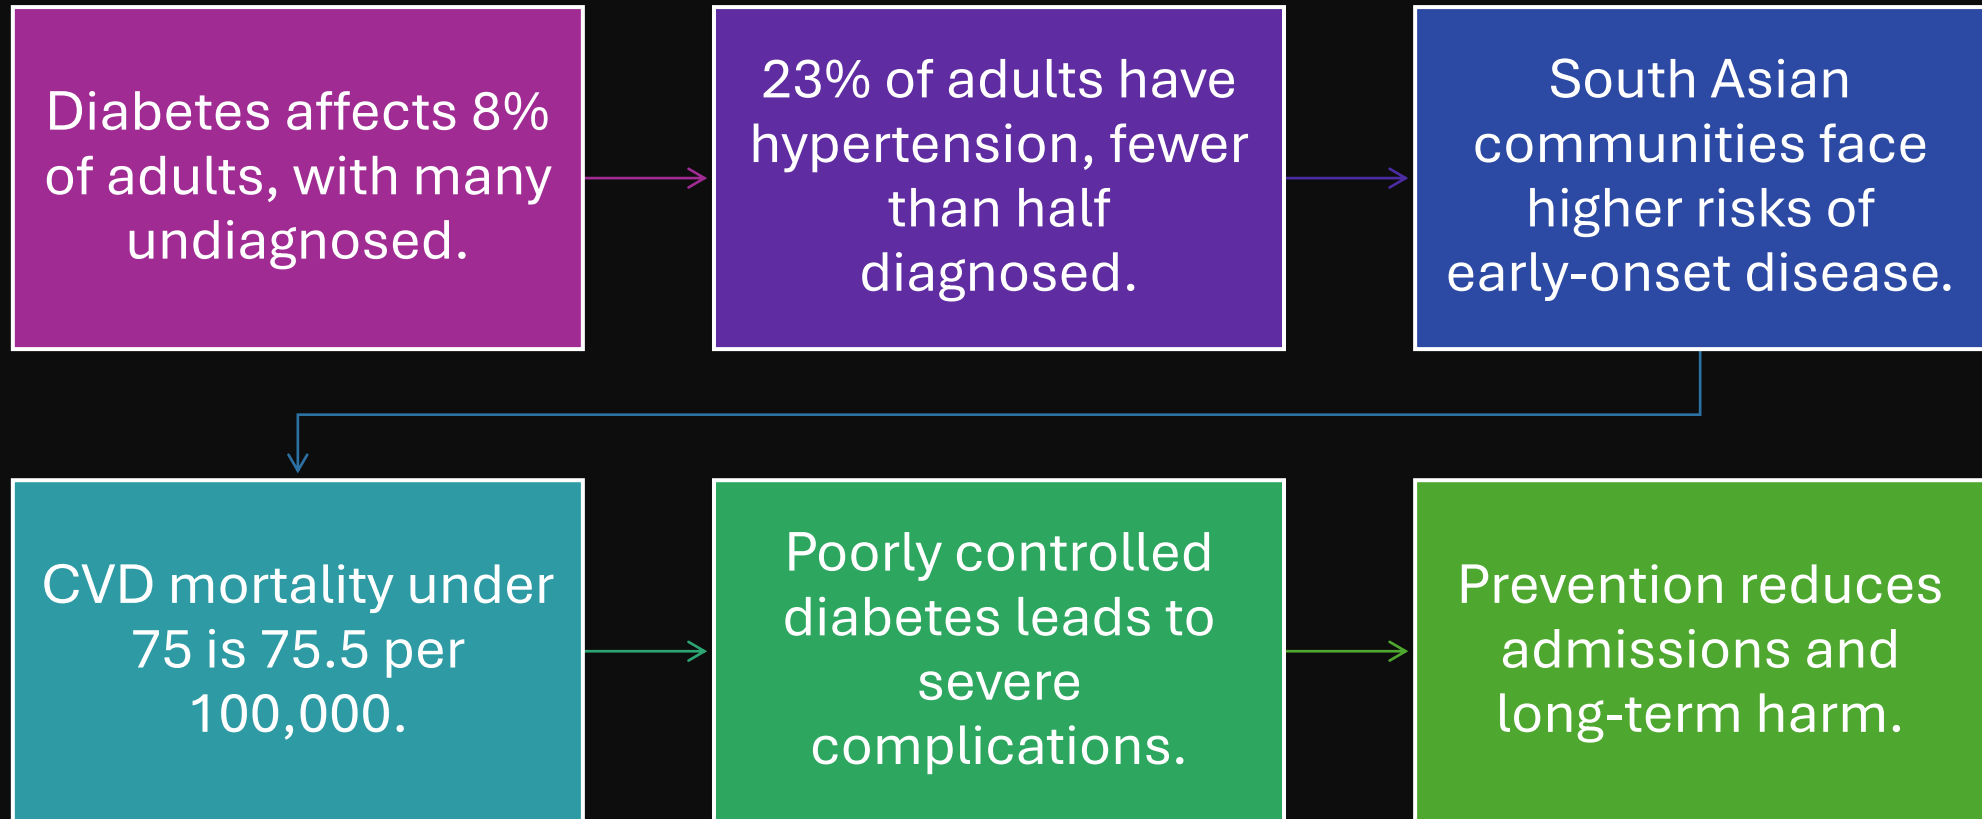 Diabetes affects 8%
of adults, with many
undiagnosed.
23% of adults have
hypertension, fewer
than half
diagnosed.
South Asian
communities face
higher risks of
early-onset disease.
CVD mortality under
75 is 75.5 per
100,000.
Poorly controlled
diabetes leads to
severe
complications.
Prevention reduces
admissions and
long-term harm.